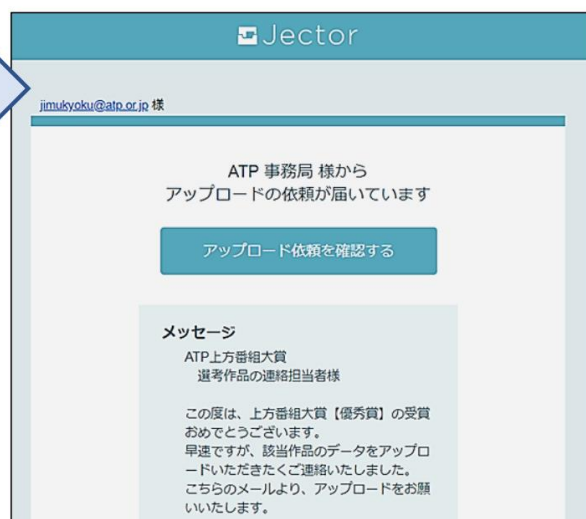 Jector
jimukyoku@atp.or.jp 様
ATP 事務局 様から
アップロードの依頼が届いています
アップロード依頼を確認する
メッセージ
ATP上方番組大賞
選考作品の連絡担当者様
この度は、上方番組大賞【優秀賞】の受賞
おめでとうございます。
早速ですが、該当作品のデータをアップロ
ードいただきたくご連絡いたしました。
こちらのメールより、アップロードをお願
いいたします。